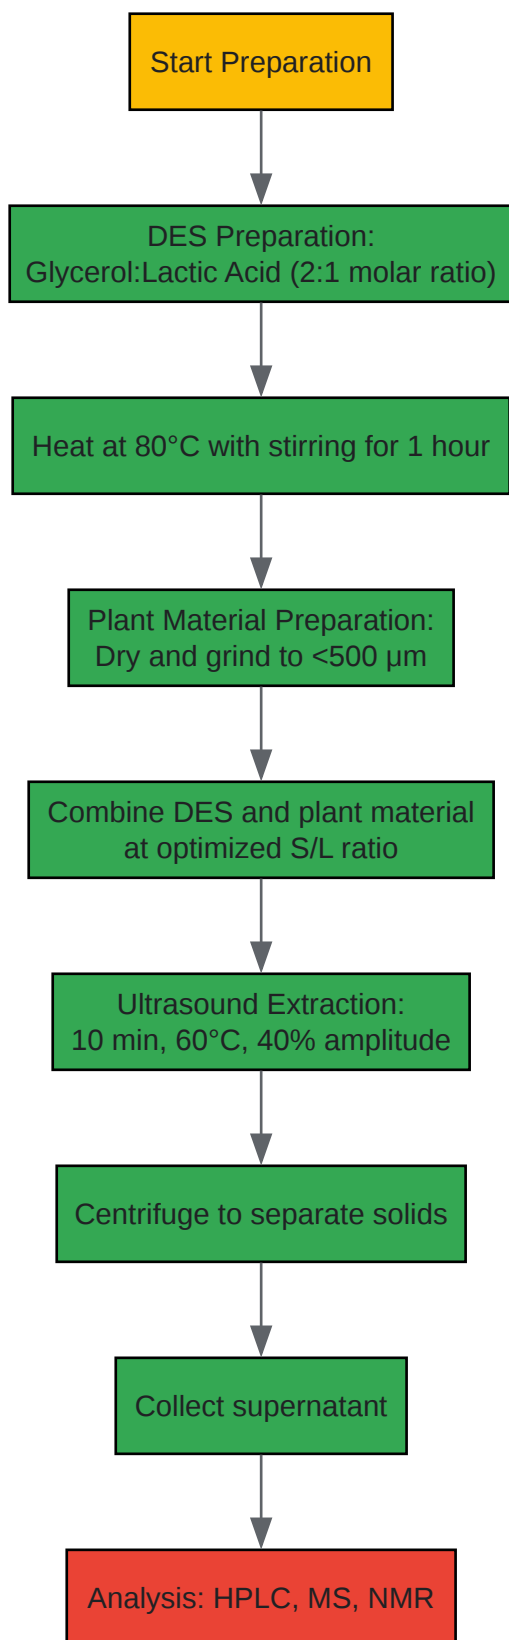 Start Preparation
DES Preparation:
Glycerol:Lactic Acid (2:1 molar ratio)
Heat at 80°C with stirring for 1 hour
Plant Material Preparation:
Dry and grind to <500 μm
Combine DES and plant material
at optimized S/L ratio
Ultrasound Extraction:
10 min, 60°C, 40% amplitude
Centrifuge to separate solids
Collect supernatant
Analysis: HPLC, MS, NMR